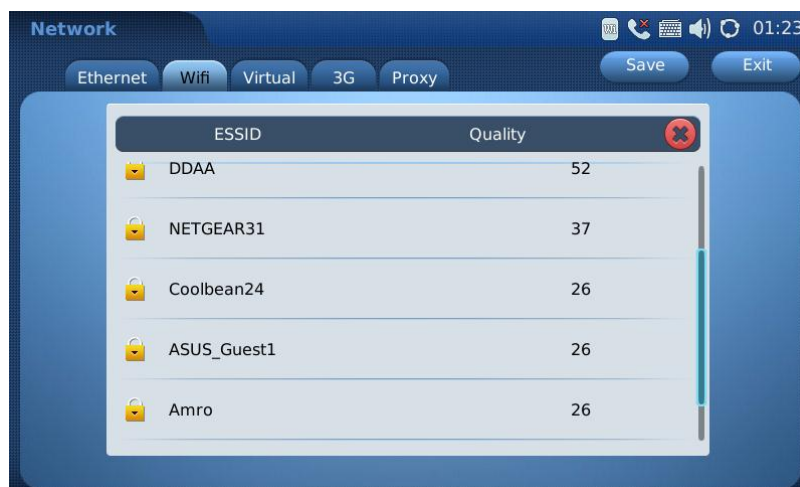 Network 01:23
Ethernet Wifi Virtual 3G Proxy Save Exit
ESSID Quality
DDAA 52
NETGEAR31 37
Coolbean24 26
ASUS_Guest1 26
Amro 26